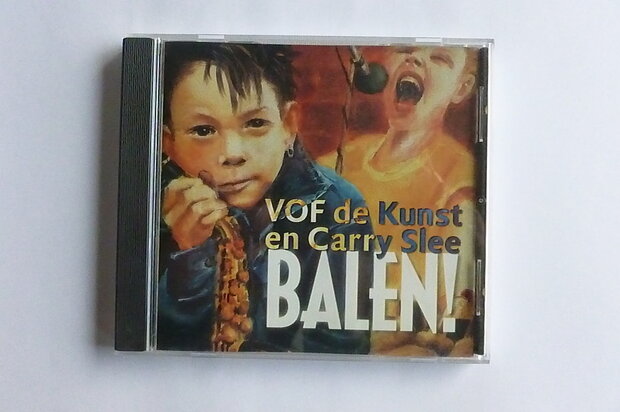 VOF de Kunst
en Carry Slee
BALEN!